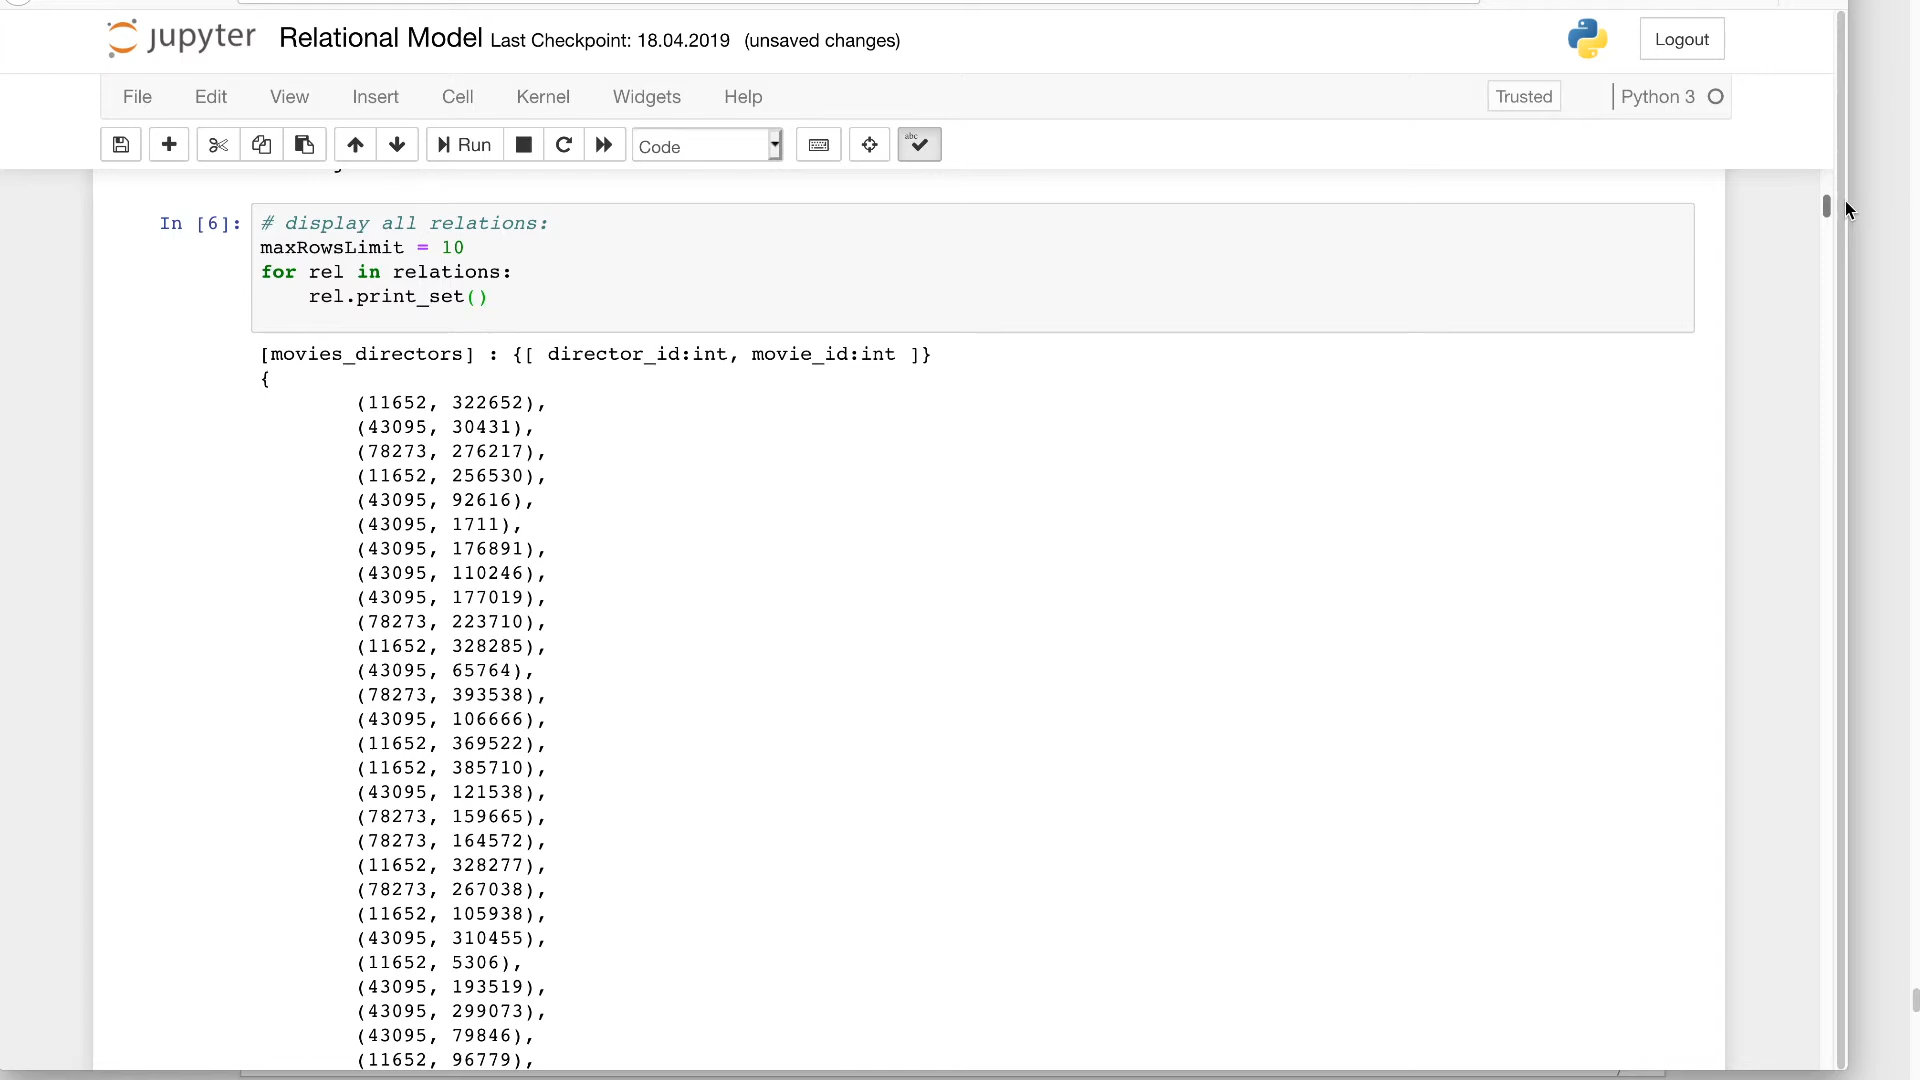 jupyter Relational Model Last Checkpoint: 18.04.2019 (unsaved changes)
Logout
File Edit View Insert Cell Kernel Widgets Help
Trusted
Python 3
Run
Code
abc
In [6]: # display all relations:
maxRowsLimit = 10
for rel in relations:
rel.print_set()
[movies_directors] : {[ director_id:int, movie_id:int ]}
{
(11652, 322652),
(43095, 30431),
(78273, 276217),
(11652, 256530),
(43095, 92616),
(43095, 1711),
(43095, 176891),
(43095, 110246),
(43095, 177019),
(78273, 223710),
(11652, 328285),
(43095, 65764),
(78273, 393538),
(43095, 106666),
(11652, 369522),
(11652, 385710),
(43095, 121538),
(78273, 159665),
(78273, 164572),
(11652, 328277),
(78273, 267038),
(11652, 105938),
(43095, 310455),
(11652, 5306),
(43095, 193519),
(43095, 299073),
(43095, 79846),
(11652, 96779),